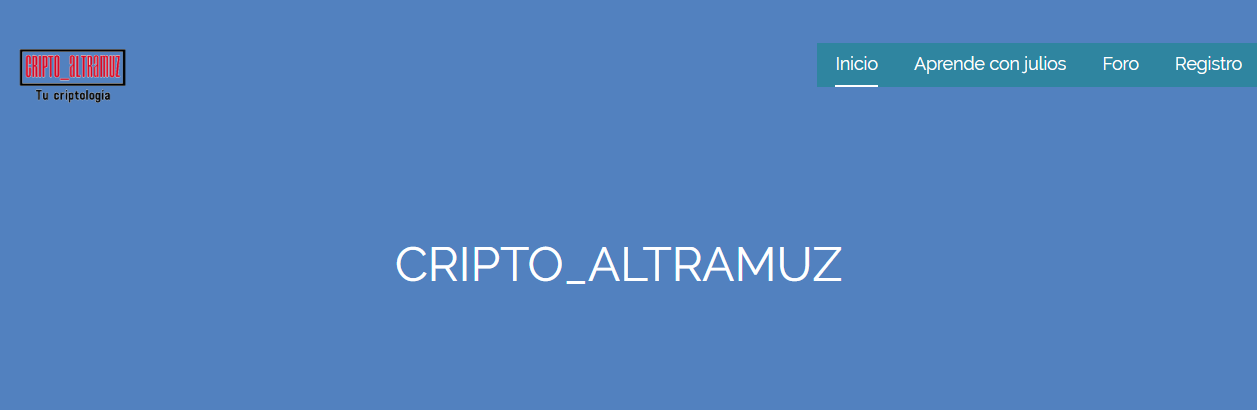 CRIPTO_ALTRAMUZ
Tu criptología
Inicio Aprende con julios Foro Registro
CRIPTO_ALTRAMUZ